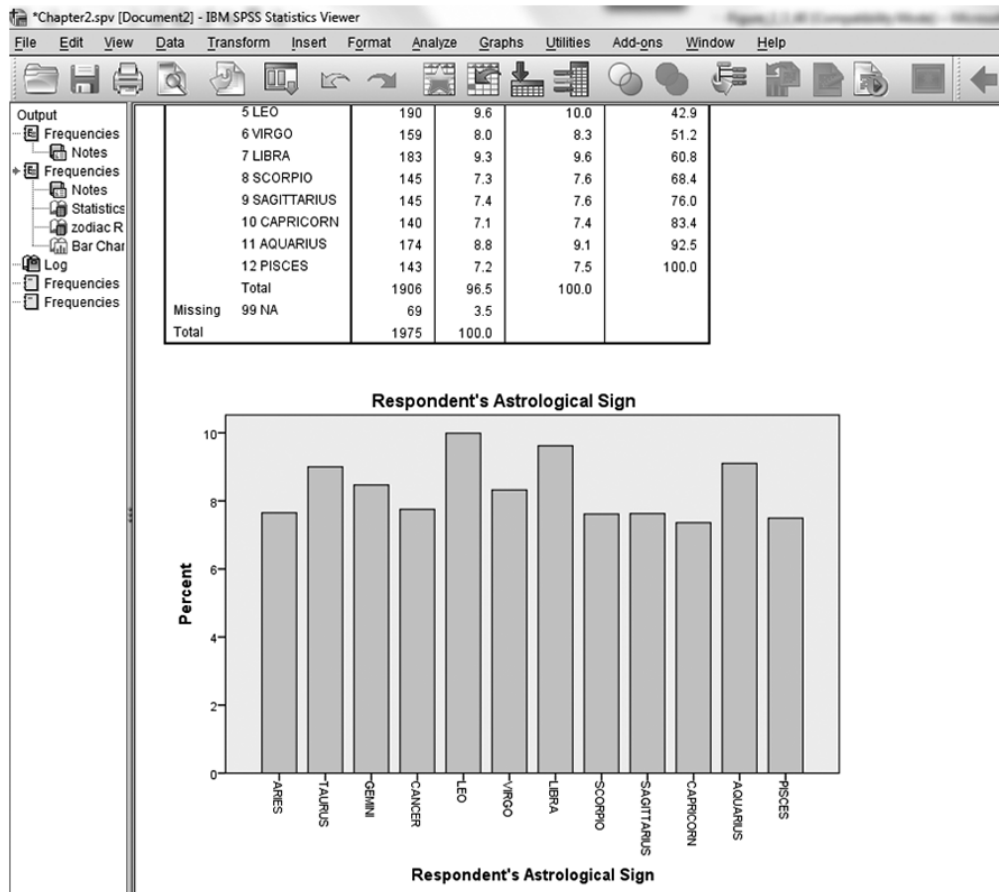 *Chapter2.spv [Document2] - IBM SPSS Statistics Viewer
File Edit View Data Transform Insert Format Analyze Graphs Utilities Add-ons Window Help
Output
Frequencies
Notes
Frequencies
Notes
Statistics
zodiac R
Bar Char
Log
Frequencies
Frequencies
5 LEO 190 9.6 10.0 42.9
6 VIRGO 159 8.0 8.3 51.2
7 LIBRA 183 9.3 9.6 60.8
8 SCORPIO 145 7.3 7.6 68.4
9 SAGITTARIUS 145 7.4 7.6 76.0
10 CAPRICORN 140 7.1 7.4 83.4
11 AQUARIUS 174 8.8 9.1 92.5
12 PISCES 143 7.2 7.5 100.0
Total 1906 96.5 100.0
Missing 99 NA 69 3.5
Total 1975 100.0
Respondent's Astrological Sign
Percent
10
8
6
4
2
0
ARIES
TAURUS
GEMINI
CANCER
LEO
VIRGO
LIBRA
SCORPIO
SAGITTARIUS
CAPRICORN
AQUARIUS
PISCES
Respondent's Astrological Sign